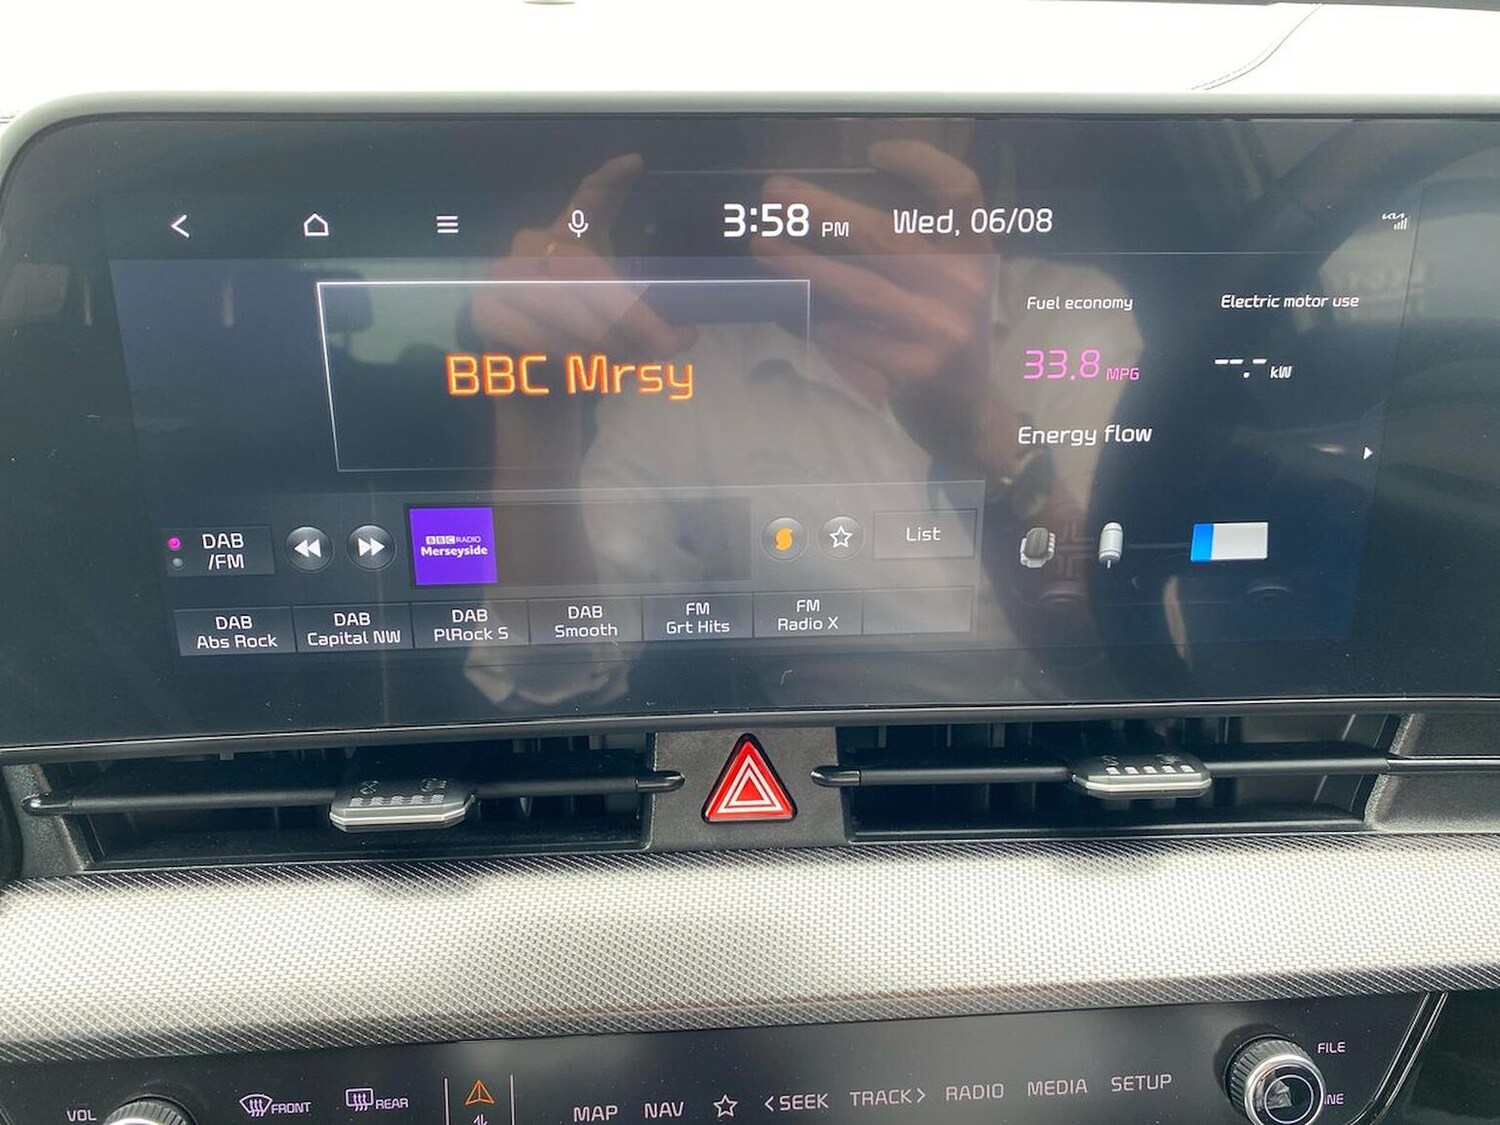 3:58 PM Wed, 06/08
KIA
BBC Mrsy
Fuel economy
33.8 MPG
Electric motor use
--.- kW
Energy flow
DAB
/FM
BBC RADIO
Merseyside
List
DAB
Abs Rock
DAB
Capital NW
DAB
PlRock S
DAB
Smooth
FM
Grt Hits
FM
Radio X
VOL
FRONT
REAR
MAP
NAV
< SEEK
TRACK >
RADIO
MEDIA
SETUP
FILE